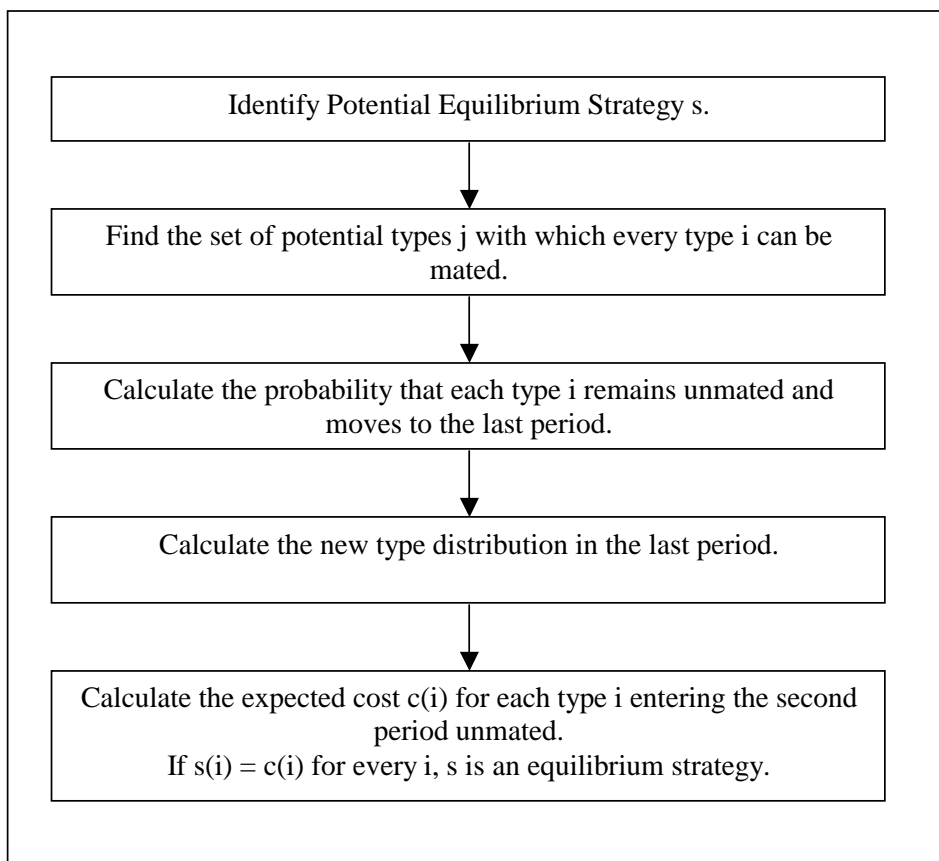 Identify Potential Equilibrium Strategy s.
Find the set of potential types j with which every type i can be
mated.
Calculate the probability that each type i remains unmated and
moves to the last period.
Calculate the new type distribution in the last period.
Calculate the expected cost c(i) for each type i entering the second
period unmated.
If s(i) = c(i) for every i, s is an equilibrium strategy.